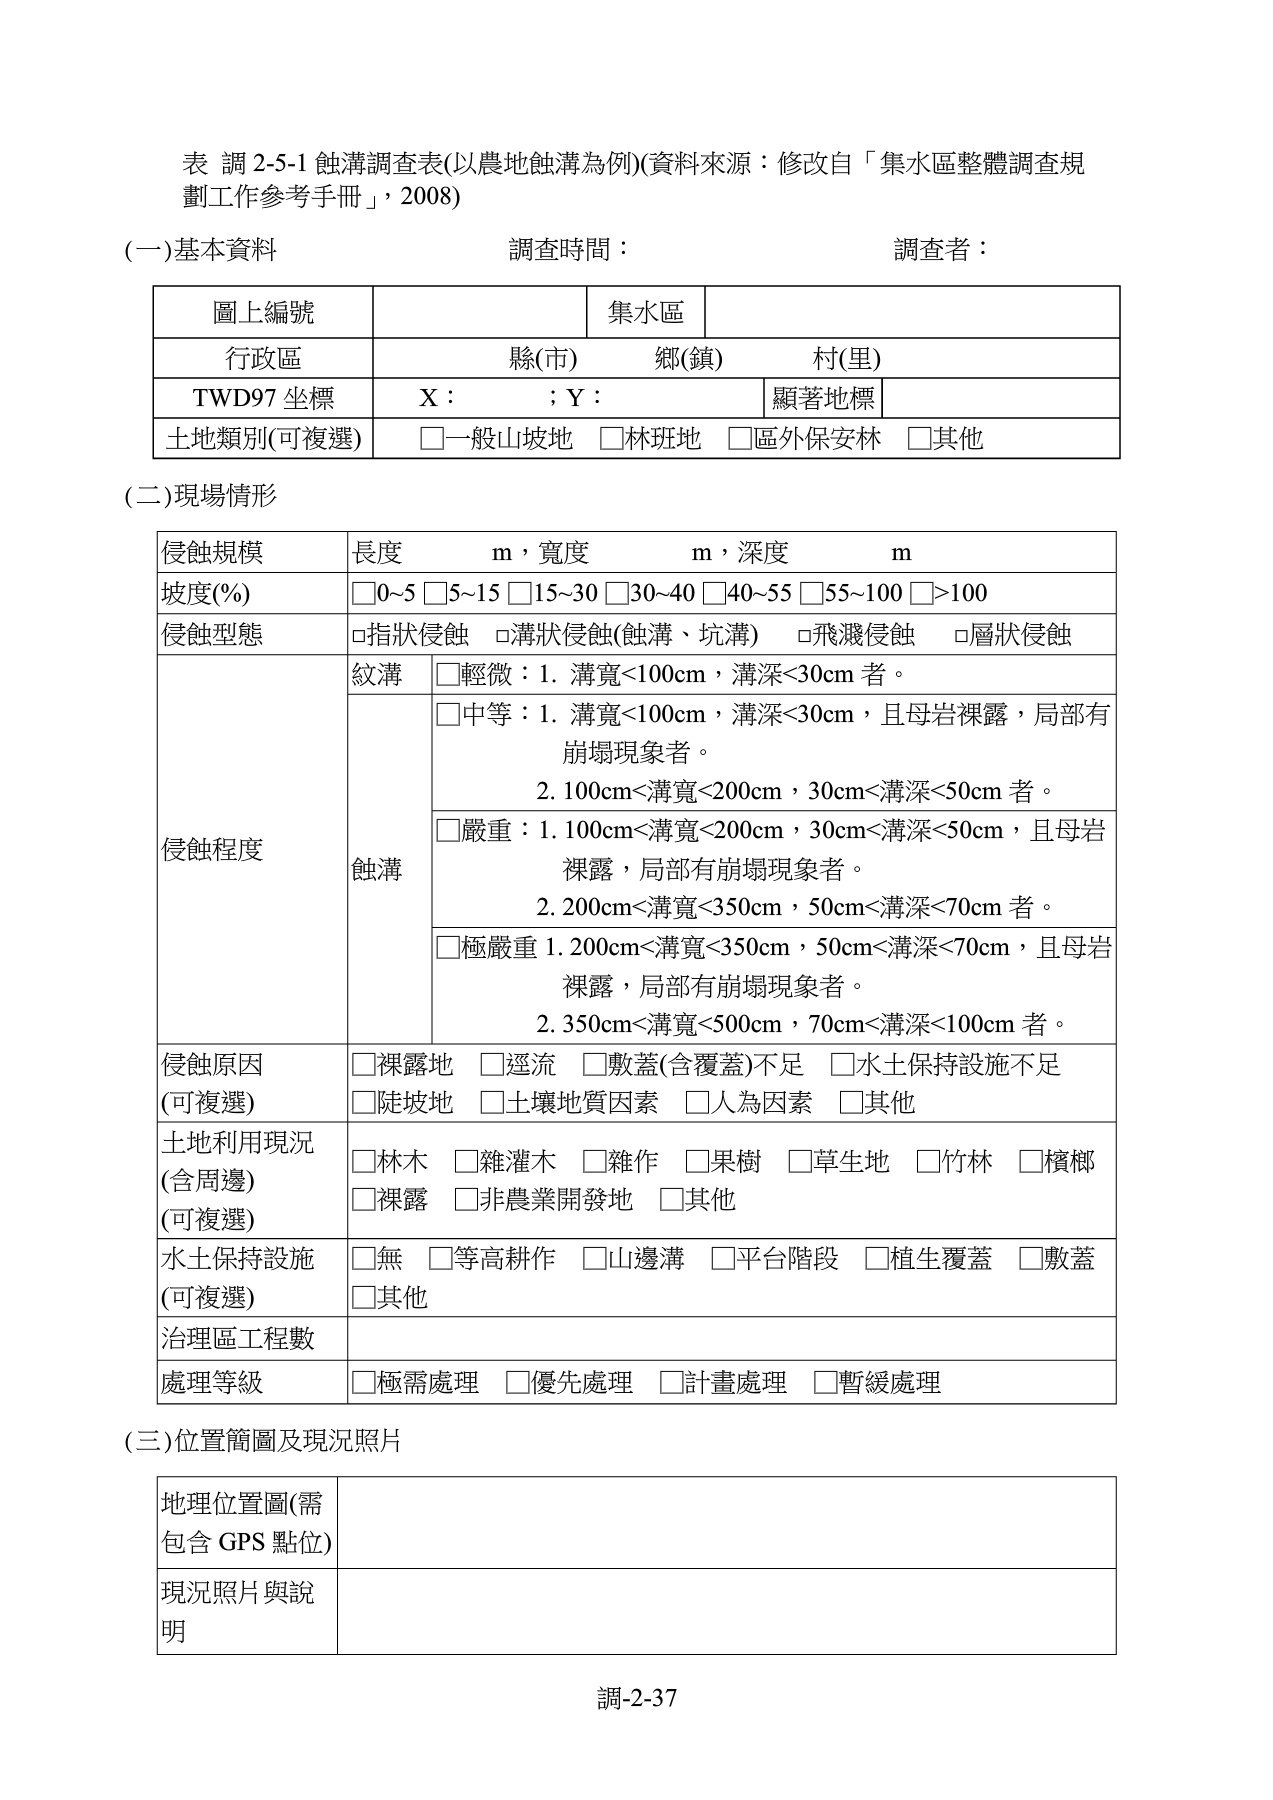 表 調 2-5-1 蝕溝調查表(以農地蝕溝為例)(資料來源：修改自「集水區整體調查規
劃工作參考手冊」，2008)
(一)基本資料 調查時間： 調查者：
圖上編號 集水區
行政區 縣(市) 鄉(鎮) 村(里)
TWD97 坐標 X： ；Y： 顯著地標
土地類別(可複選) □一般山坡地 □林班地 □區外保安林 □其他
(二)現場情形
侵蝕規模 長度 m，寬度 m，深度 m
坡度(%) □0~5 □5~15 □15~30 □30~40 □40~55 □55~100 □>100
侵蝕型態 □指狀侵蝕 □溝狀侵蝕(蝕溝、坑溝) □飛濺侵蝕 □層狀侵蝕
侵蝕程度
紋溝 □輕微：1. 溝寬<100cm，溝深<30cm 者。
蝕溝
□中等：1. 溝寬<100cm，溝深<30cm，且母岩裸露，局部有
崩塌現象者。
2. 100cm<溝寬<200cm，30cm<溝深<50cm 者。
□嚴重：1. 100cm<溝寬<200cm，30cm<溝深<50cm，且母岩
裸露，局部有崩塌現象者。
2. 200cm<溝寬<350cm，50cm<溝深<70cm 者。
□極嚴重 1. 200cm<溝寬<350cm，50cm<溝深<70cm，且母岩
裸露，局部有崩塌現象者。
2. 350cm<溝寬<500cm，70cm<溝深<100cm 者。
侵蝕原因 □裸露地 □逕流 □敷蓋(含覆蓋)不足 □水土保持設施不足
(可複選) □陡坡地 □土壤地質因素 □人為因素 □其他
土地利用現況
(含周邊)
(可複選)
□林木 □雜灌木 □雜作 □果樹 □草生地 □竹林 □檳榔
□裸露 □非農業開發地 □其他
水土保持設施 □無 □等高耕作 □山邊溝 □平台階段 □植生覆蓋 □敷蓋
(可複選) □其他
治理區工程數
處理等級 □極需處理 □優先處理 □計畫處理 □暫緩處理
(三)位置簡圖及現況照片
地理位置圖(需
包含 GPS 點位)
現況照片與說
明
調-2-37